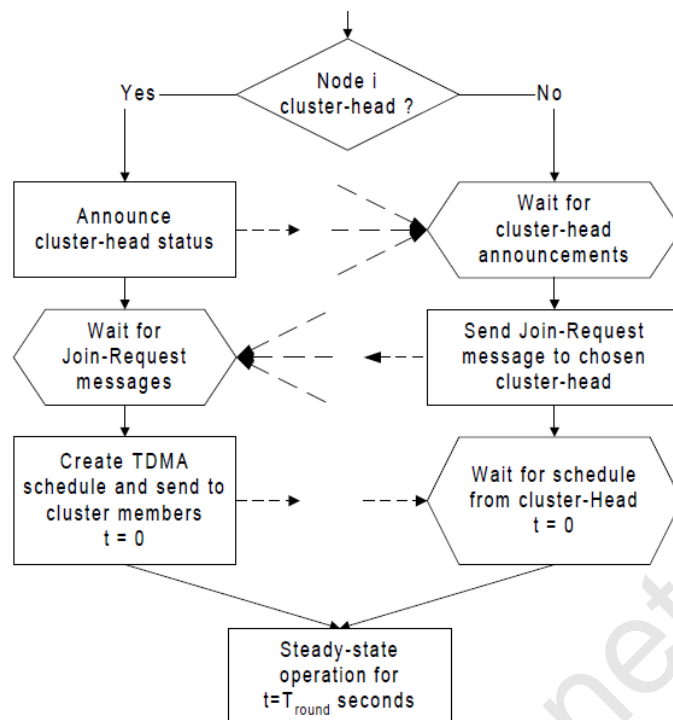 Node i
cluster-head ?
Yes
No
Announce
cluster-head status
Wait for
cluster-head
announcements
Wait for
Join-Request
messages
Send Join-Request
message to chosen
cluster-head
Create TDMA
schedule and send to
cluster members
t = 0
Wait for schedule
from cluster-Head
t = 0
Steady-state
operation for
t=Tround seconds
net